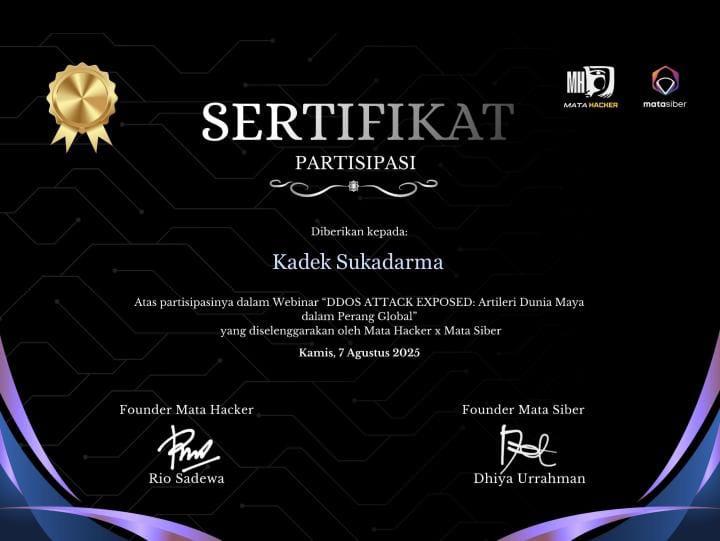 MH
MATA HACKER
matasiber
SERTIFIKAT
PARTISIPASI
Diberikan kepada:
Kadek Sukadarma
Atas partisipasinya dalam Webinar “DDOS ATTACK EXPOSED: Artileri Dunia Maya
dalam Perang Global”
yang diselenggarakan oleh Mata Hacker x Mata Siber
Kamis, 7 Agustus 2025
Founder Mata Hacker
Founder Mata Siber
Rio Sadewa
Dhiya Urrahman